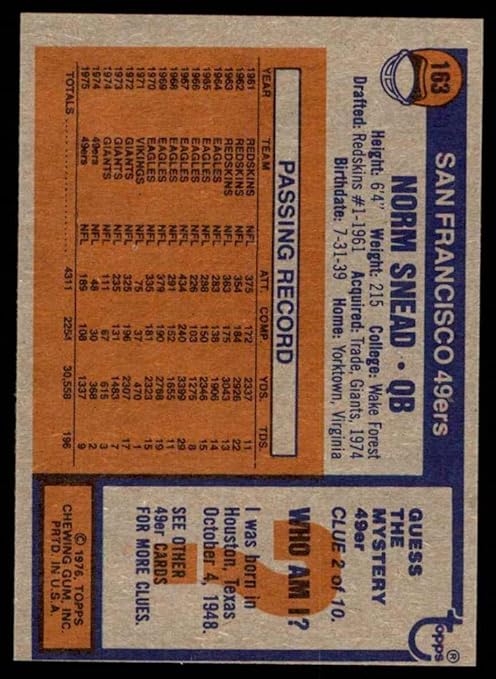 163
SAN FRANCISCO 49ers
NORM SNEAD • QB
Height: 6'4" Weight: 215 College: Wake Forest
Drafted: Redskins #1-1961 Acquired: Trade, Giants, 1974
Birthdate: 7-31-39 Home: Yorktown, Virginia
PASSING RECORD
YEAR TEAM ATT. COMP. YDS. TDS.
1961 REDSKINS NFL 375 172 2337 11
1962 REDSKINS NFL 354 184 2926 22
1963 REDSKINS NFL 363 175 3043 13
1964 EAGLES NFL 283 138 1906 14
1965 EAGLES NFL 288 150 2346 15
1966 EAGLES NFL 226 103 1275 8
1967 EAGLES NFL 434 240 3399 29
1968 EAGLES NFL 291 152 1655 11
1969 EAGLES NFL 379 190 2768 19
1970 EAGLES NFL 335 181 2323 15
1971 VIKINGS NFL 75 37 470 1
1972 GIANTS NFL 325 196 2307 17
1973 GIANTS NFL 235 131 1483 7
1974 GIANTS NFL 111 67 615 3
1974 49ers NFL 48 30 368 2
1975 49ers NFL 189 108 1337 9
TOTALS 4311 2254 30,558 196
Topps®
GUESS
THE
MYSTERY
49er
CLUE 2 of 10.
?
WHO AM I?
I was born in
Houston, Texas
October 4, 1948.
SEE OTHER
49er CARDS
FOR MORE CLUES.
© 1976, TOPPS
CHEWING GUM, INC.
PRTD. IN U.S.A.